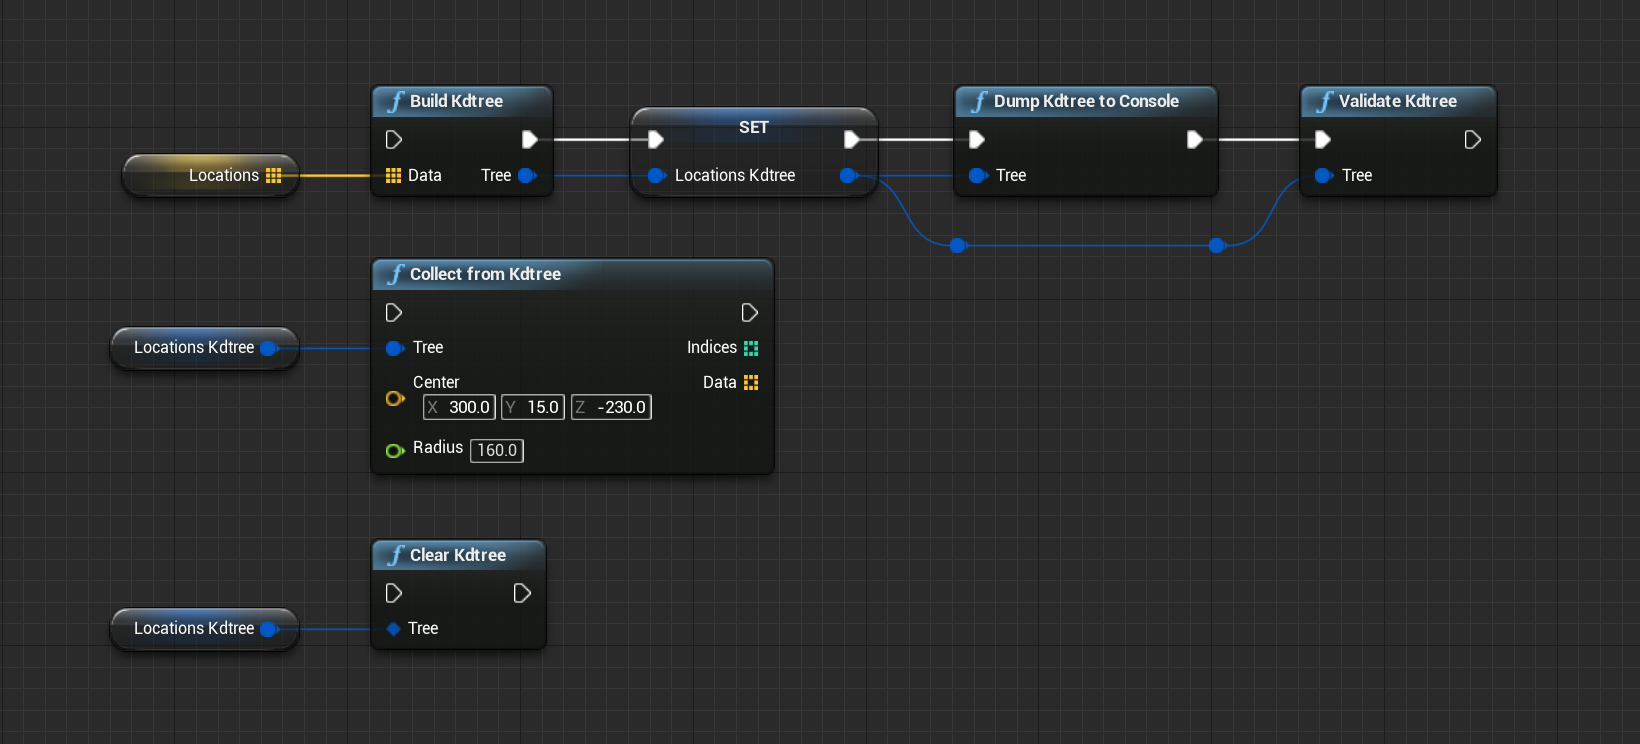 f Build Kdtree
Locations
Data
Tree
SET
Locations Kdtree
f Dump Kdtree to Console
Tree
f Validate Kdtree
Tree
f Collect from Kdtree
Locations Kdtree
Tree
Indices
Center
Data
X 300.0 Y 15.0 Z -230.0
Radius 160.0
f Clear Kdtree
Locations Kdtree
Tree